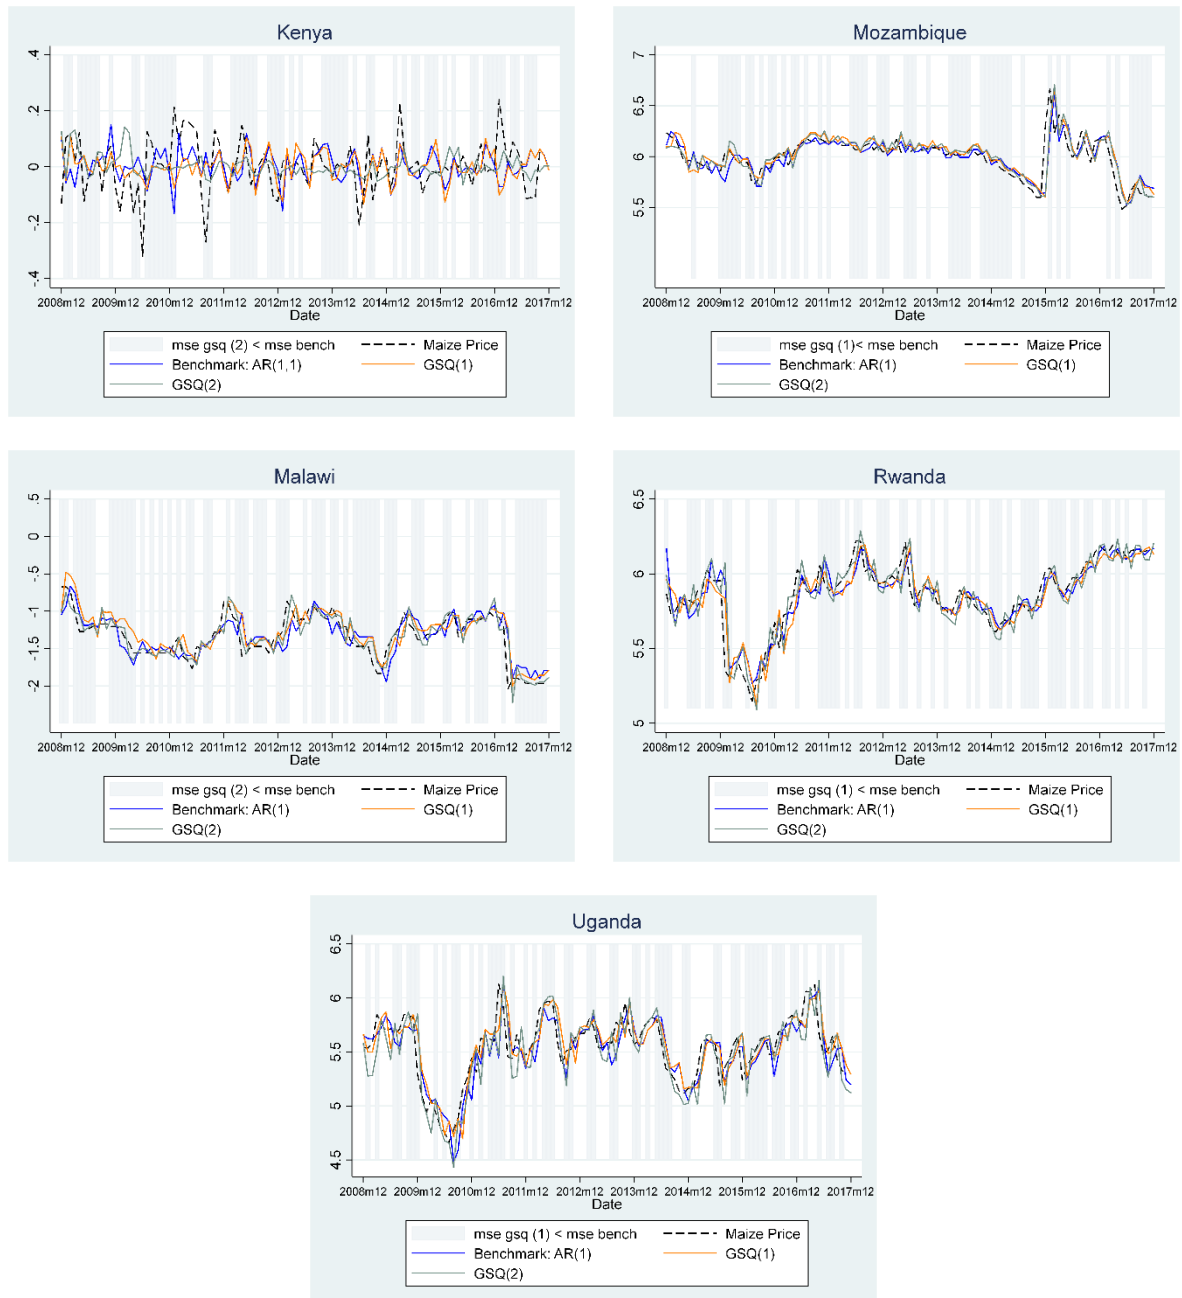 Kenya
.4
.2
0
-.2
-.4
2008m12 2009m12 2010m12 2011m12 2012m12 2013m12 2014m12 2015m12 2016m12 2017m12
Date
mse gsq (2) < mse bench Maize Price
Benchmark: AR(1,1) GSQ(1)
GSQ(2)
Mozambique
7
6.5
6
5.5
2008m12 2009m12 2010m12 2011m12 2012m12 2013m12 2014m12 2015m12 2016m12 2017m12
Date
mse gsq (1)< mse bench Maize Price
Benchmark: AR(1) GSQ(1)
GSQ(2)
Malawi
.5
0
-.5
-1
-1.5
-2
2008m12 2009m12 2010m12 2011m12 2012m12 2013m12 2014m12 2015m12 2016m12 2017m12
Date
mse gsq (2) < mse bench Maize Price
Benchmark: AR(1) GSQ(1)
GSQ(2)
Rwanda
6.5
6
5.5
5
2008m12 2009m12 2010m12 2011m12 2012m12 2013m12 2014m12 2015m12 2016m12 2017m12
Date
mse gsq (1) < mse bench Maize Price
Benchmark: AR(1) GSQ(1)
GSQ(2)
Uganda
6.5
6
5.5
5
4.5
2008m12 2009m12 2010m12 2011m12 2012m12 2013m12 2014m12 2015m12 2016m12 2017m12
Date
mse gsq (1) < mse bench Maize Price
Benchmark: AR(1) GSQ(1)
GSQ(2)